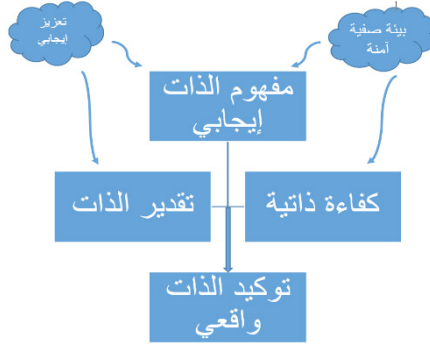 بيئة صفية
آمنة
تعزيز
إيجابي
مفهوم الذات
إيجابي
كفاءة ذاتية
تقدير الذات
توكيد الذات
واقعي